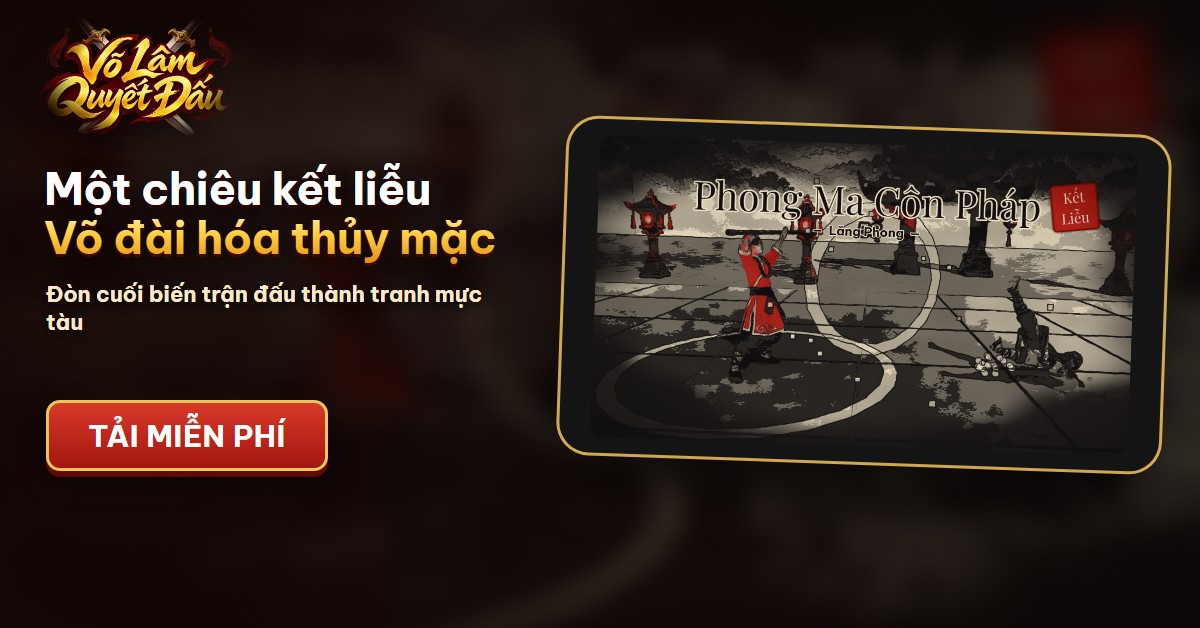 Võ Lâm
Quyết Đấu
Một chiêu kết liễu
Võ đài hóa thủy mặc
Đòn cuối biến trận đấu thành tranh mực
tàu
TẢI MIỄN PHÍ
Phong Ma Côn Pháp
Kết
Liễu
– Lăng Phong –